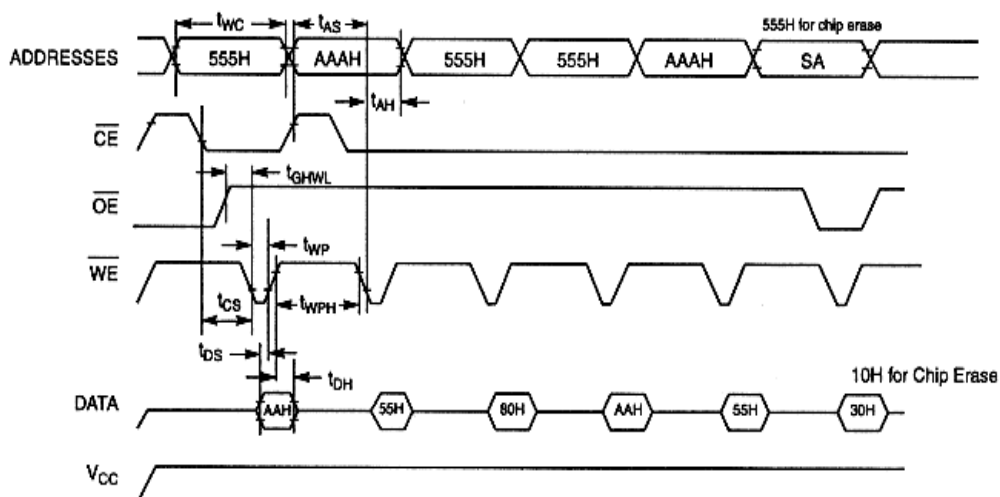 tWC
tAS
555H for chip erase
ADDRESSES 555H AAAH 555H 555H AAAH SA
tAH
CE
tGHWL
OE
tWP
WE
tCS tWPH
tDS
tDH
10H for Chip Erase
DATA AAH 55H 80H AAH 55H 30H
VCC